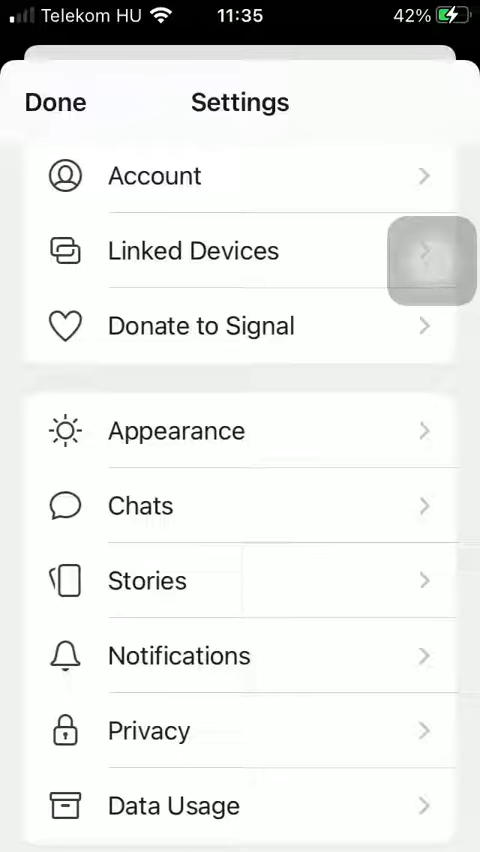 Telekom HU 11:35 42%
Done Settings
Account
Linked Devices
Donate to Signal
Appearance
Chats
Stories
Notifications
Privacy
Data Usage